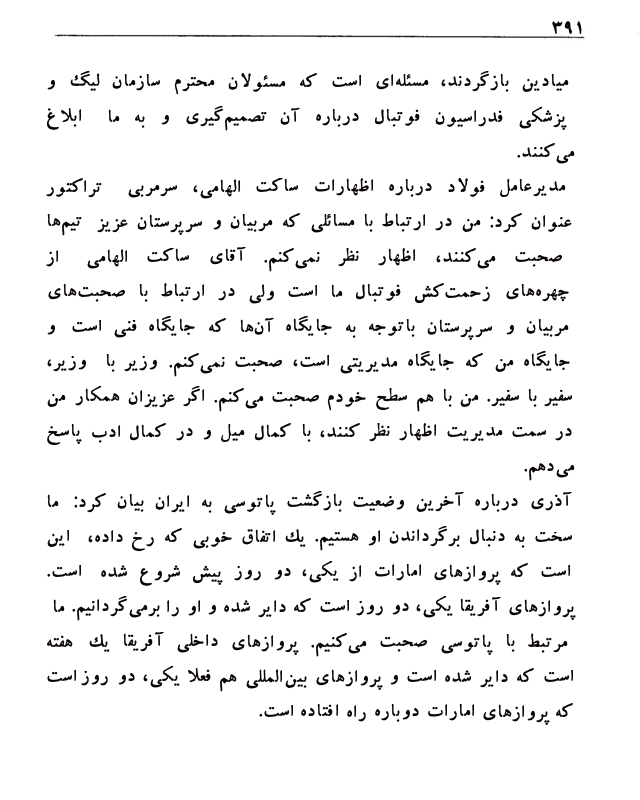 ۳۹۱
میادین بازگردند، مسئله‌ای است که مسئولان محترم سازمان لیگ و
پزشکی فدراسیون فوتبال درباره آن تصمیم‌گیری و به ما ابلاغ
می‌کنند.
مدیرعامل فولاد درباره اظهارات ساکت الهامی، سرمربی تراکتور
عنوان کرد: من در ارتباط با مسائلی که مربیان و سرپرستان عزیز تیم‌ها
صحبت می‌کنند، اظهار نظر نمی‌کنم. آقای ساکت الهامی از
چهره‌های زحمت‌کش فوتبال ما است ولی در ارتباط با صحبت‌های
مربیان و سرپرستان باتوجه به جایگاه آن‌ها که جایگاه فنی است و
جایگاه من که جایگاه مدیریتی است، صحبت نمی‌کنم. وزیر با وزیر،
سفیر با سفیر. من با هم سطح خودم صحبت می‌کنم. اگر عزیزان همکار من
در سمت مدیریت اظهار نظر کنند، با کمال میل و در کمال ادب پاسخ
می‌دهم.
آذری درباره آخرین وضعیت بازگشت پاتوسی به ایران بیان کرد: ما
سخت به دنبال برگرداندن او هستیم. یك اتفاق خوبی که رخ داده، این
است که پروازهای امارات از یکی، دو روز پیش شروع شده است.
پروازهای آفریقا یکی، دو روز است که دایر شده و او را برمی‌گردانیم. ما
مرتبط با پاتوسی صحبت می‌کنیم. پروازهای داخلی آفریقا یك هفته
است که دایر شده است و پروازهای بین‌المللی هم فعلا یکی، دو روز است
که پروازهای امارات دوباره راه افتاده است.